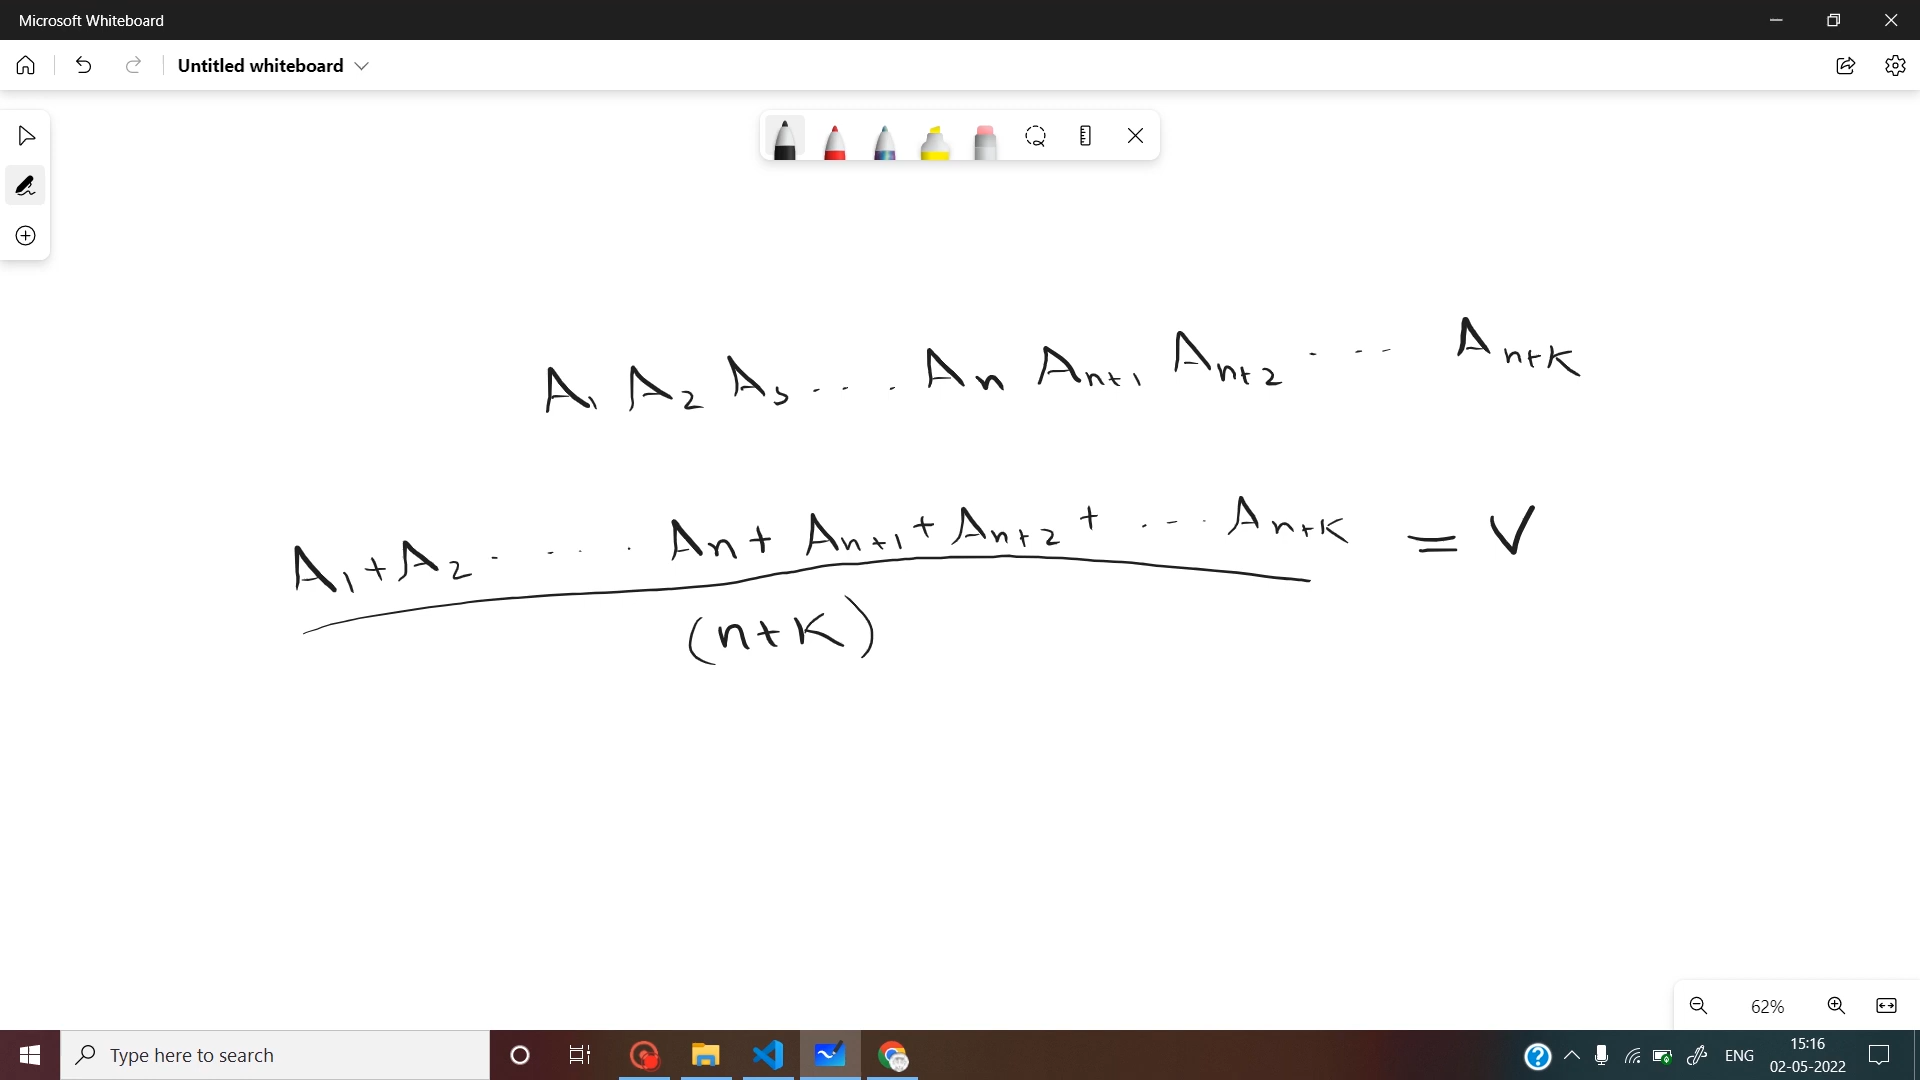 Microsoft Whiteboard
Untitled whiteboard
A₁ A₂ A₃ .... Aₙ Aₙ₊₁ Aₙ₊₂ .... Aₙ₊ₖ
A₁+A₂ ..... Aₙ + Aₙ₊₁ + Aₙ₊₂ + .... Aₙ₊ₖ = V
(n+K)
62%
Type here to search
ENG
15:16
02-05-2022